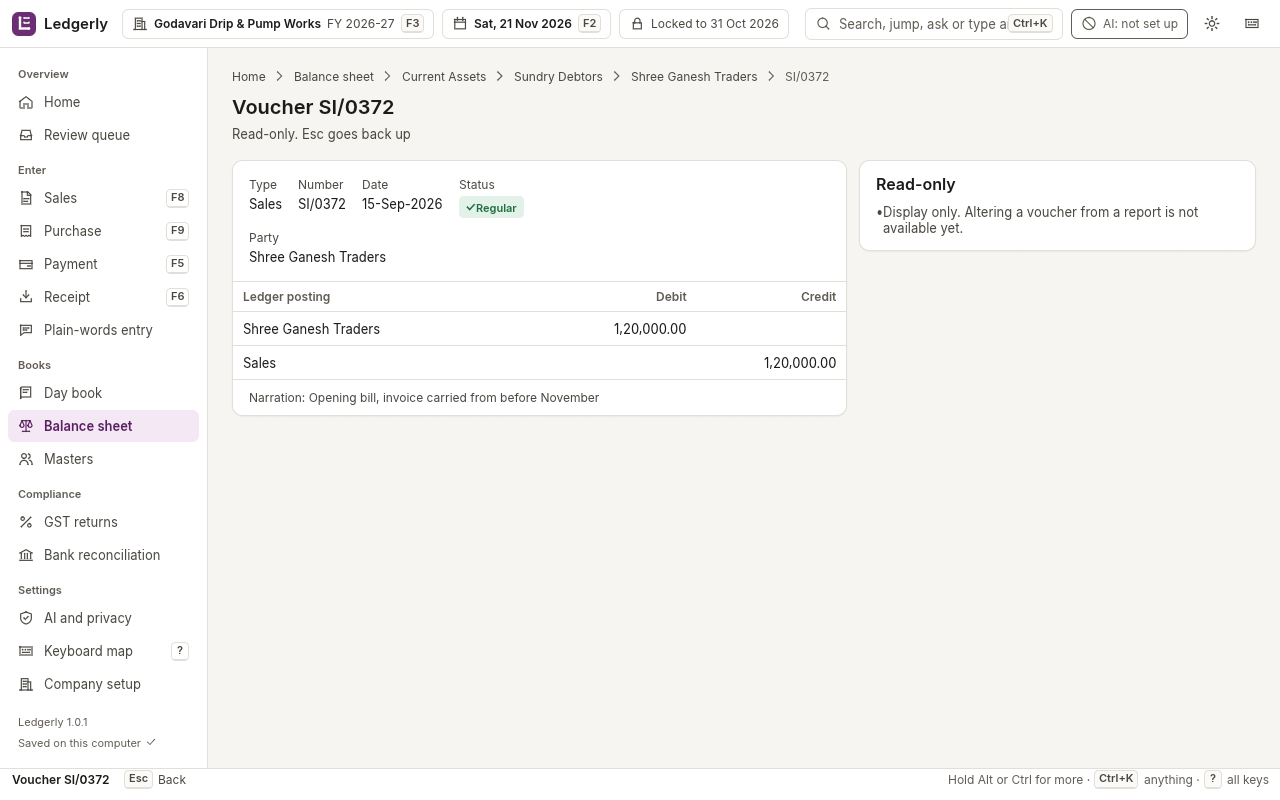 Ledgerly
Godavari Drip & Pump Works FY 2026-27 F3
Sat, 21 Nov 2026 F2
Locked to 31 Oct 2026
Search, jump, ask or type a Ctrl+K
AI: not set up
Overview
Home
Review queue
Enter
Sales F8
Purchase F9
Payment F5
Receipt F6
Plain-words entry
Books
Day book
Balance sheet
Masters
Compliance
GST returns
Bank reconciliation
Settings
AI and privacy
Keyboard map ?
Company setup
Ledgerly 1.0.1
Saved on this computer
Home Balance sheet Current Assets Sundry Debtors Shree Ganesh Traders SI/0372
Voucher SI/0372
Read-only. Esc goes back up
Type Number Date Status
Sales SI/0372 15-Sep-2026 Regular
Party
Shree Ganesh Traders
Ledger posting Debit Credit
Shree Ganesh Traders 1,20,000.00
Sales 1,20,000.00
Narration: Opening bill, invoice carried from before November
Read-only
•Display only. Altering a voucher from a report is not
available yet.
Voucher SI/0372 Esc Back
Hold Alt or Ctrl for more · Ctrl+K anything · ? all keys